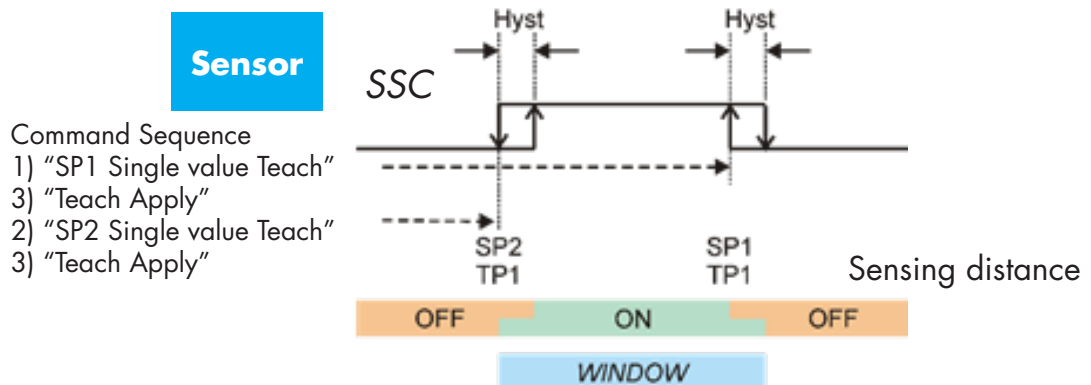 Hyst Hyst
Sensor
SSC
Command Sequence
1) “SP1 Single value Teach”
3) “Teach Apply”
2) “SP2 Single value Teach”
3) “Teach Apply”
SP2 SP1
TP1 TP1
Sensing distance
OFF ON OFF
WINDOW